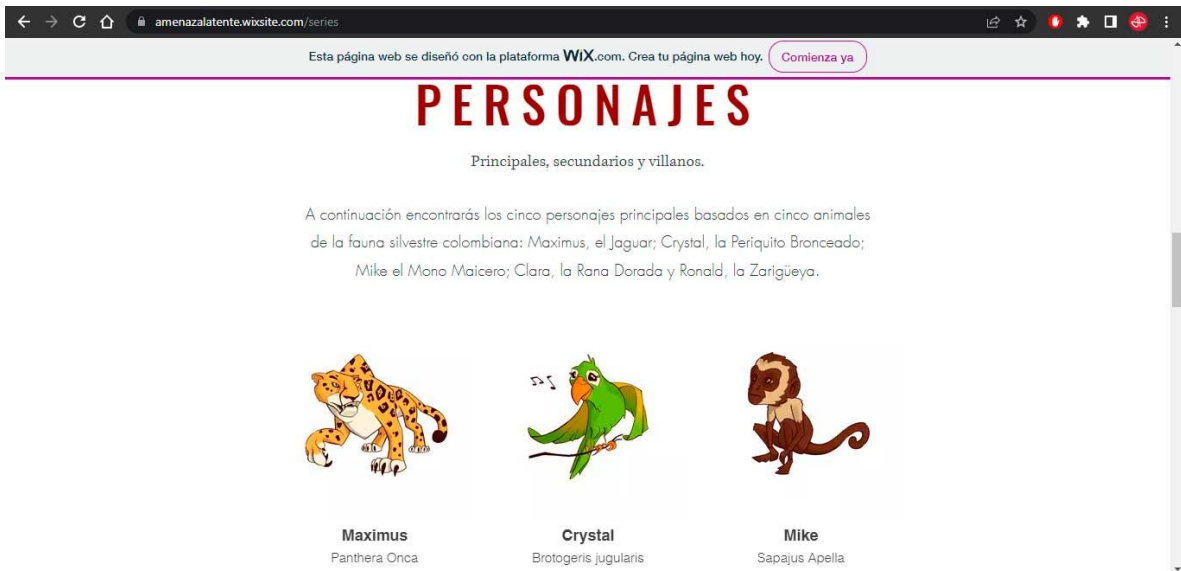 amenazalatente.wixsite.com/series
Esta página web se diseñó con la plataforma WiX.com. Crea tu página web hoy. Comienza ya
PERSONAJES
Principales, secundarios y villanos.
A continuación encontrarás los cinco personajes principales basados en cinco animales
de la fauna silvestre colombiana: Maximus, el Jaguar; Crystal, la Periquito Bronceado;
Mike el Mono Maicero; Clara, la Rana Dorada y Ronald, la Zarigüeya.
Maximus Crystal Mike
Panthera Onca Brotogeris jugularis Sapajus Apella